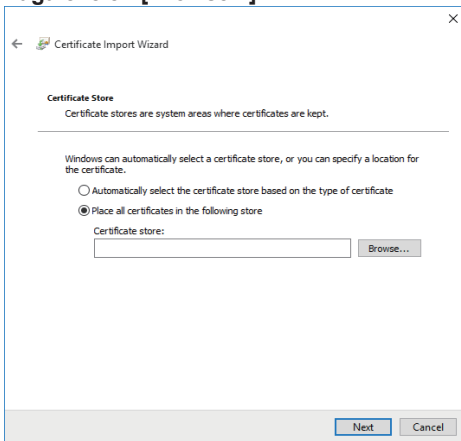 Certificate Import Wizard
Certificate Store
Certificate stores are system areas where certificates are kept.
Windows can automatically select a certificate store, or you can specify a location for
the certificate.
Automatically select the certificate store based on the type of certificate
Place all certificates in the following store
Certificate store:
Browse...
Next Cancel